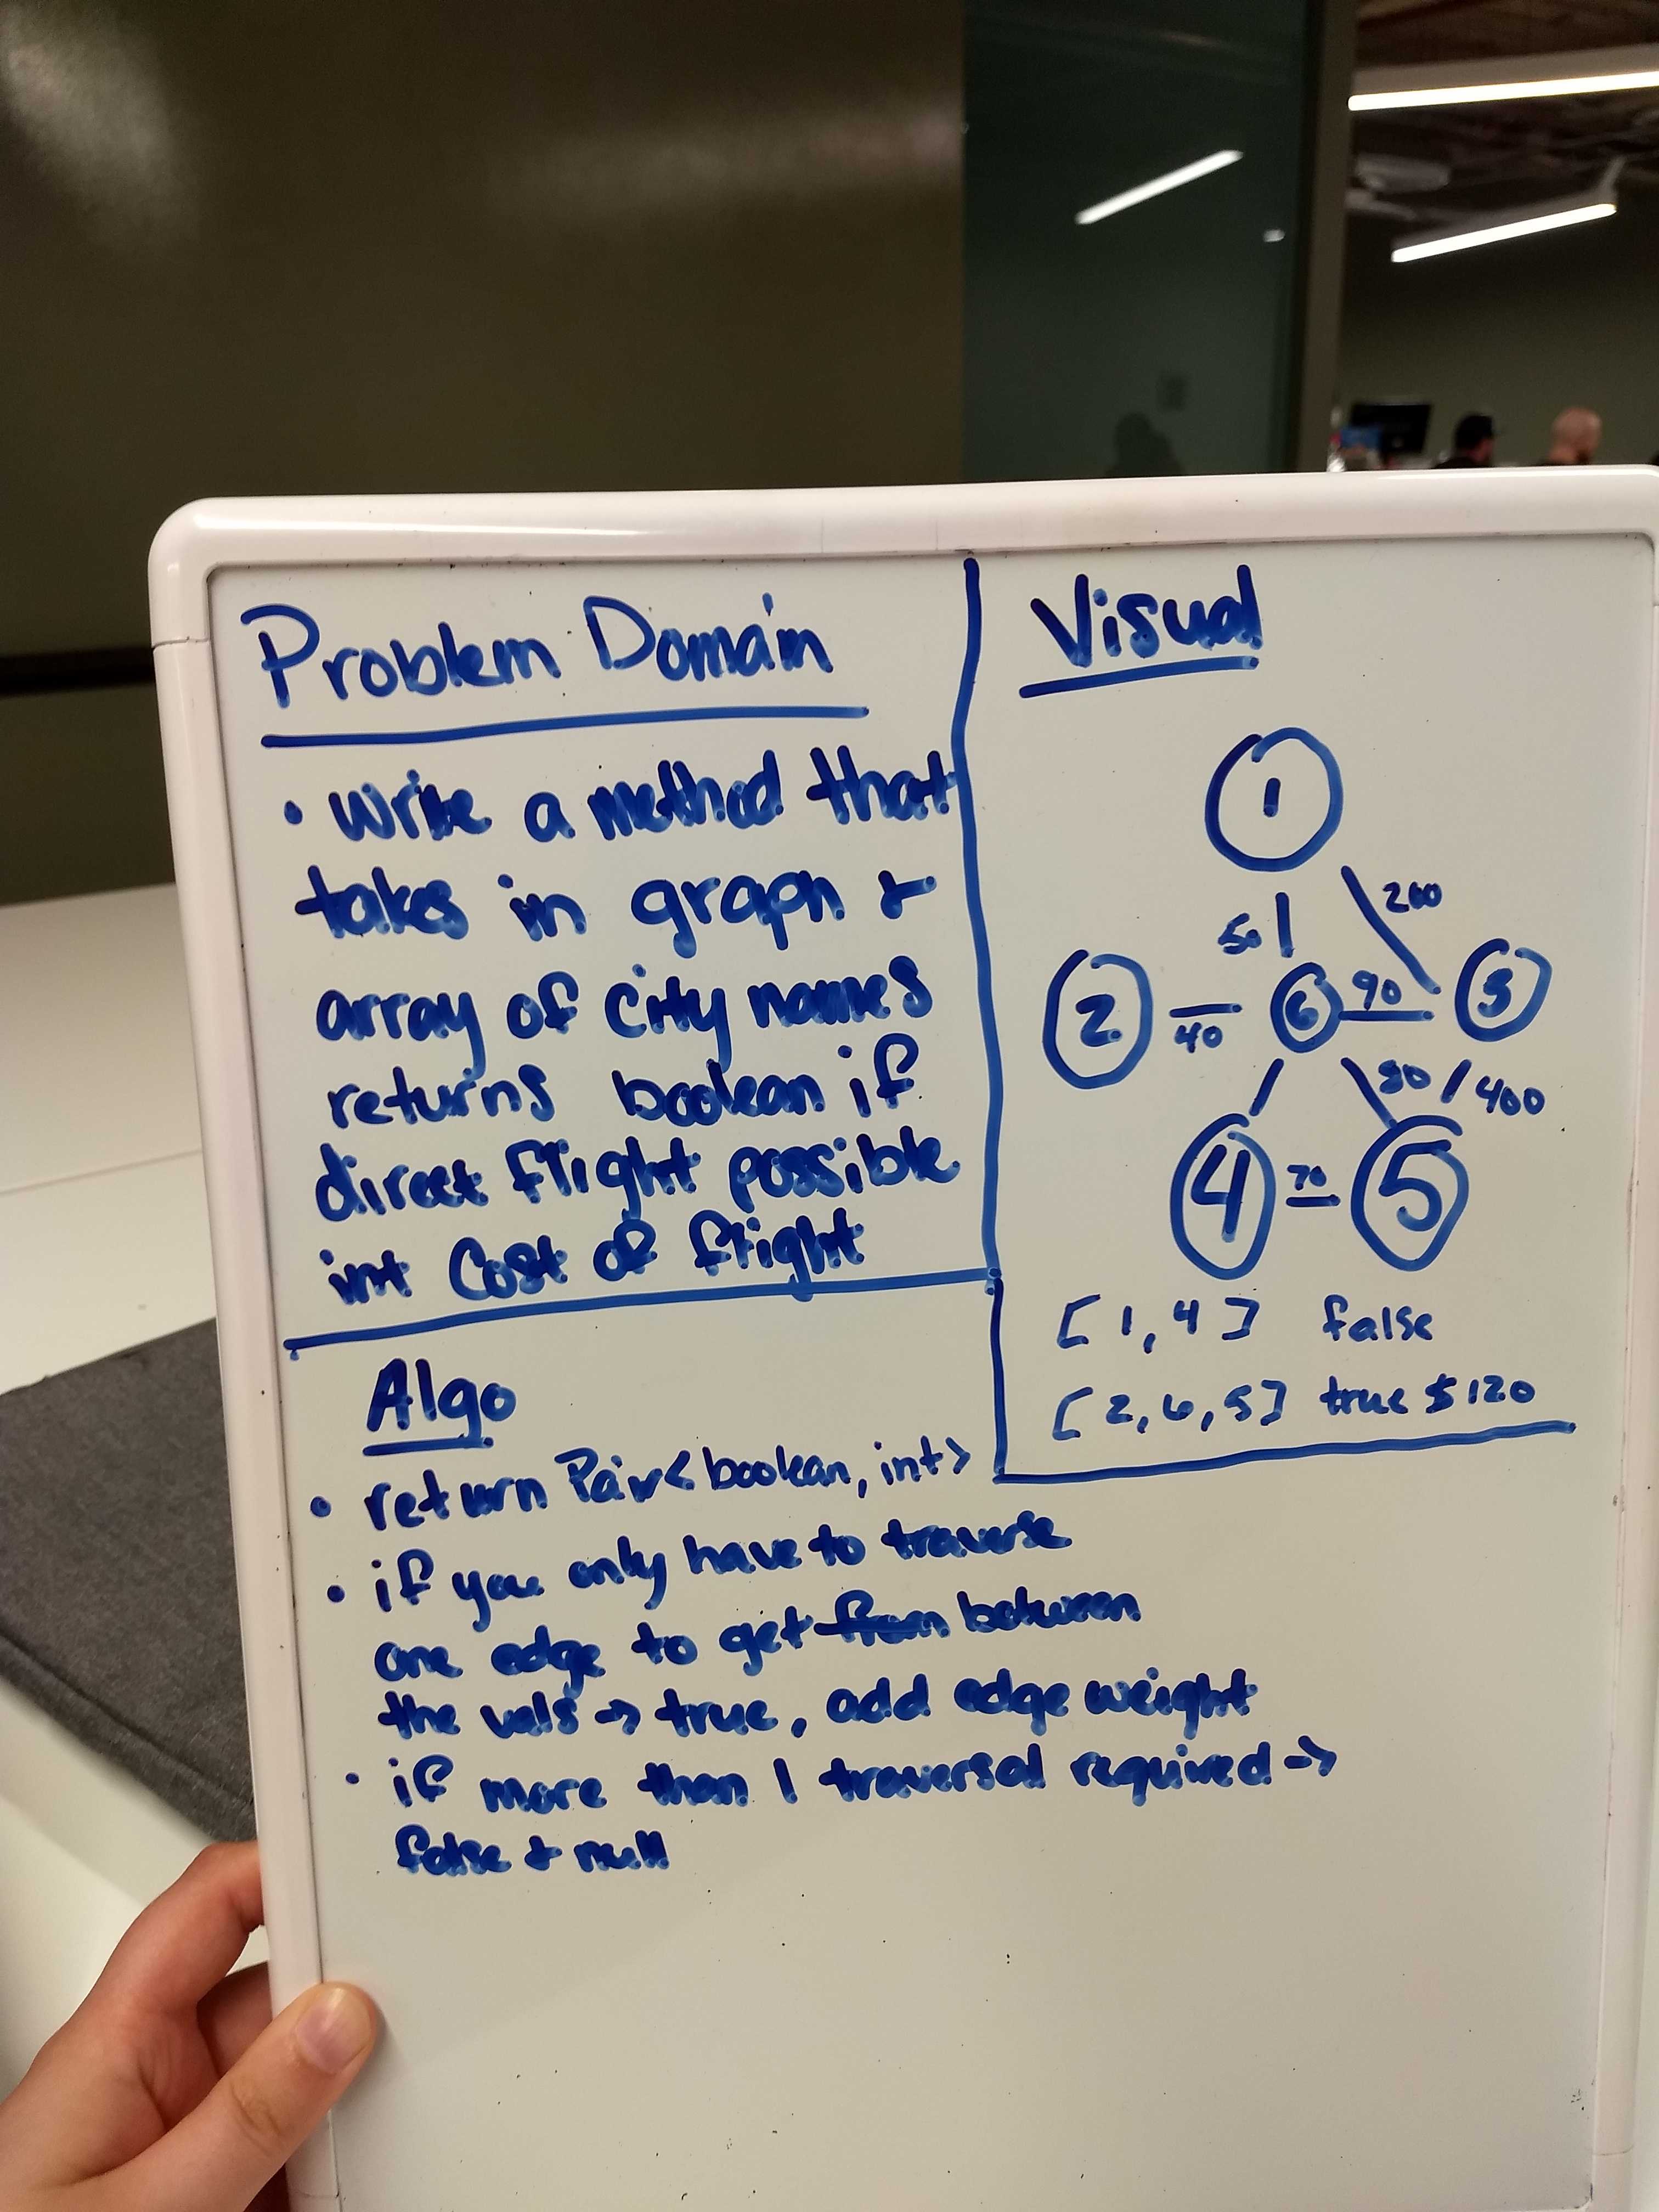 Problem Domain
• Write a method that
takes in graph &
array of City names
returns boolean if
direct flight possible
int Cost of flight
Visual
1
50
200
2
40
6
90
3
80
400
4
70
5
[1,4] false
[2,6,5] true $120
Algo
• return Pair<boolean, int>
• if you only have to traverse
one edge to get from between
the vals → true, add edge weight
• if more than 1 traversal required →
false & null